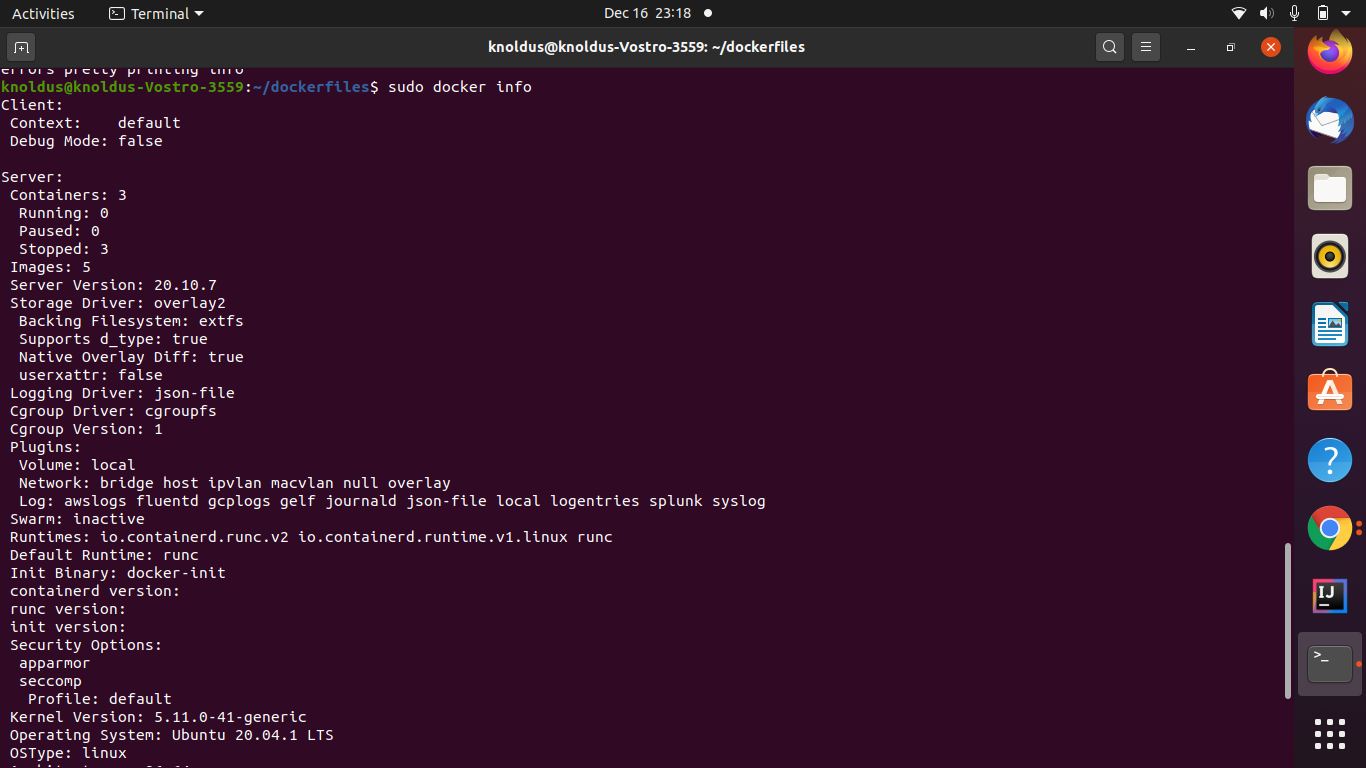 Activities
Terminal
Dec 16 23:18
knoldus@knoldus-Vostro-3559: ~/dockerfiles
errors pretty printing info
knoldus@knoldus-Vostro-3559:~/dockerfiles$ sudo docker info
Client:
 Context:    default
 Debug Mode: false

Server:
 Containers: 3
  Running: 0
  Paused: 0
  Stopped: 3
 Images: 5
 Server Version: 20.10.7
 Storage Driver: overlay2
  Backing Filesystem: extfs
  Supports d_type: true
  Native Overlay Diff: true
  userxattr: false
 Logging Driver: json-file
 Cgroup Driver: cgroupfs
 Cgroup Version: 1
 Plugins:
  Volume: local
  Network: bridge host ipvlan macvlan null overlay
  Log: awslogs fluentd gcplogs gelf journald json-file local logentries splunk syslog
 Swarm: inactive
 Runtimes: io.containerd.runc.v2 io.containerd.runtime.v1.linux runc
 Default Runtime: runc
 Init Binary: docker-init
 containerd version:
 runc version:
 init version:
 Security Options:
  apparmor
  seccomp
   Profile: default
 Kernel Version: 5.11.0-41-generic
 Operating System: Ubuntu 20.04.1 LTS
 OSType: linux
?
IJ
>_